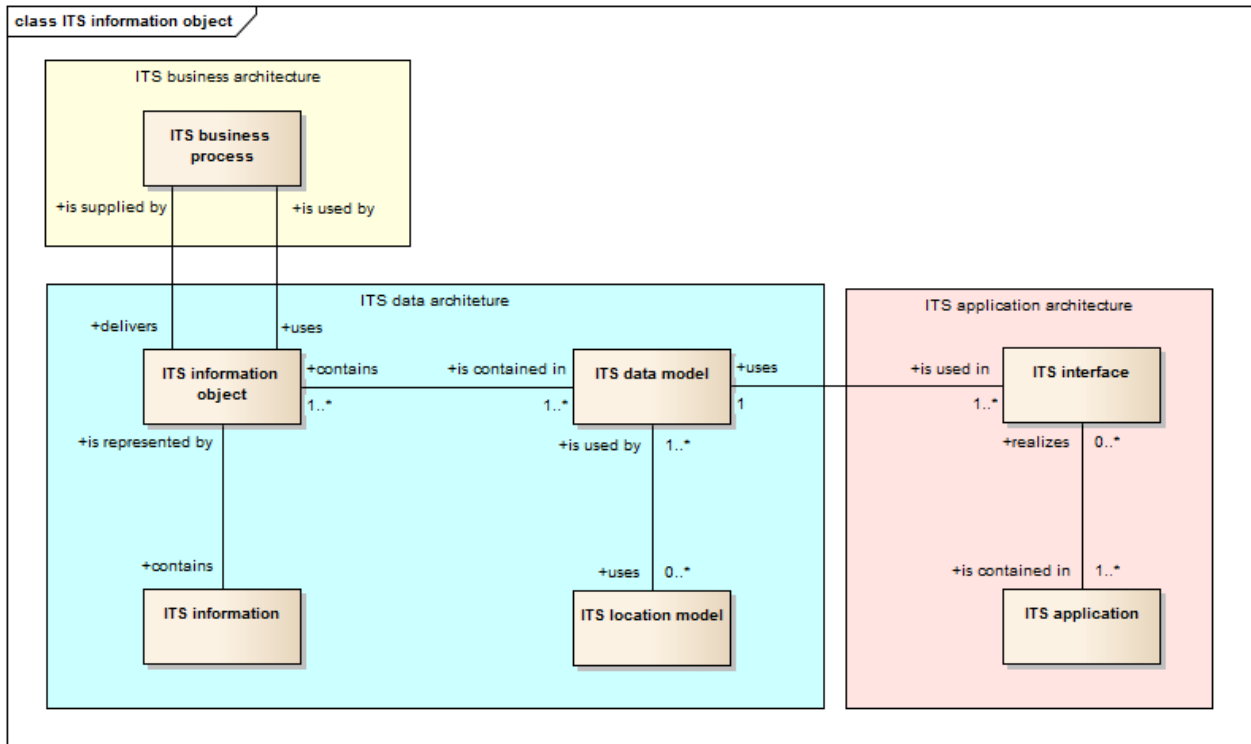 class ITS information object
ITS business architecture
ITS business
process
+is supplied by
+is used by
ITS data architeture
ITS application architecture
+delivers
+uses
ITS information
object
+contains
1..*
+is contained in
1..*
ITS data model
+uses
1
+is used in
1..*
ITS interface
+is represented by
+is used by
1..*
+realizes
0..*
+contains
+uses
0..*
+is contained in
1..*
ITS information
ITS location model
ITS application